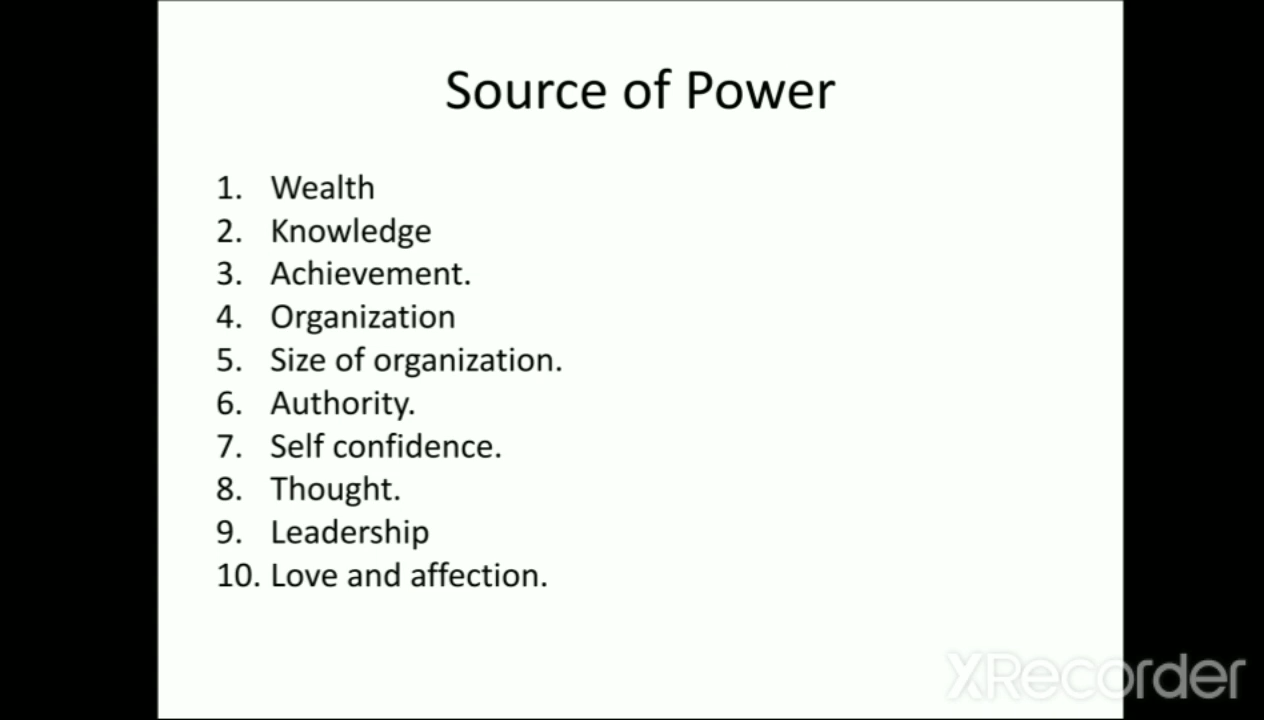 Source of Power
1. Wealth
2. Knowledge
3. Achievement.
4. Organization
5. Size of organization.
6. Authority.
7. Self confidence.
8. Thought.
9. Leadership
10. Love and affection.
XRecorder